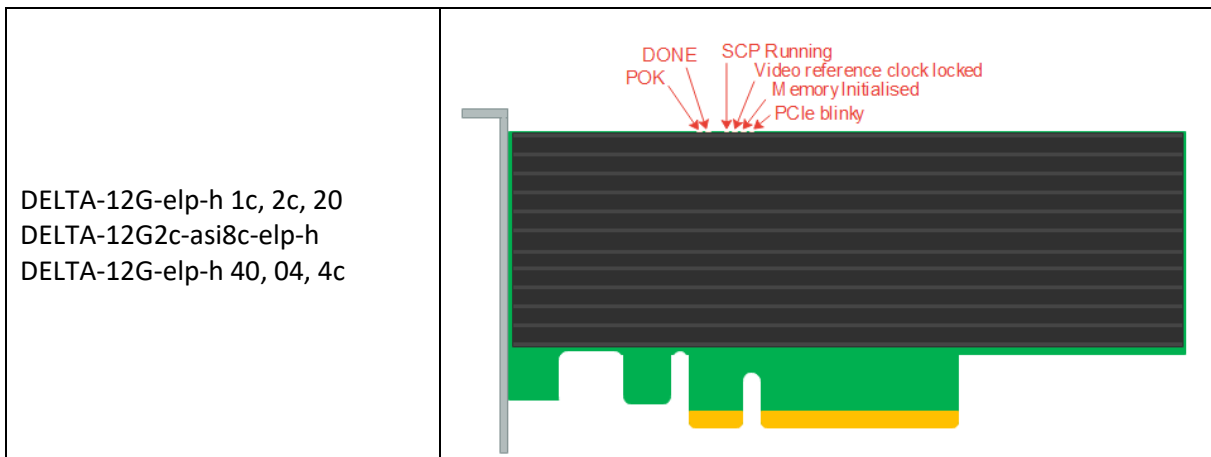 DELTA-12G-elp-h 1c, 2c, 20
DELTA-12G2c-asi8c-elp-h
DELTA-12G-elp-h 40, 04, 4c
DONE
POK
SCP Running
Video reference clock locked
Memory Initialised
PCIe blinky